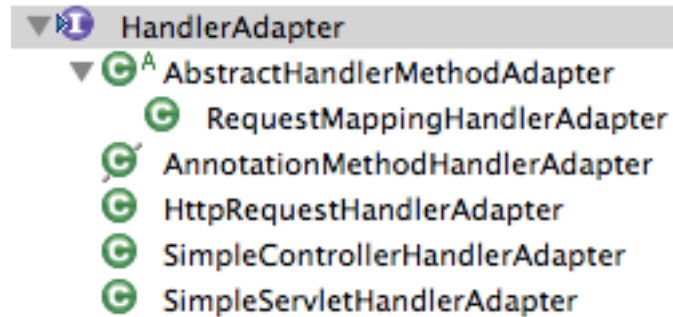 I HandlerAdapter
C A AbstractHandlerMethodAdapter
C RequestMappingHandlerAdapter
C AnnotationMethodHandlerAdapter
C HttpRequestHandlerAdapter
C SimpleControllerHandlerAdapter
C SimpleServletHandlerAdapter